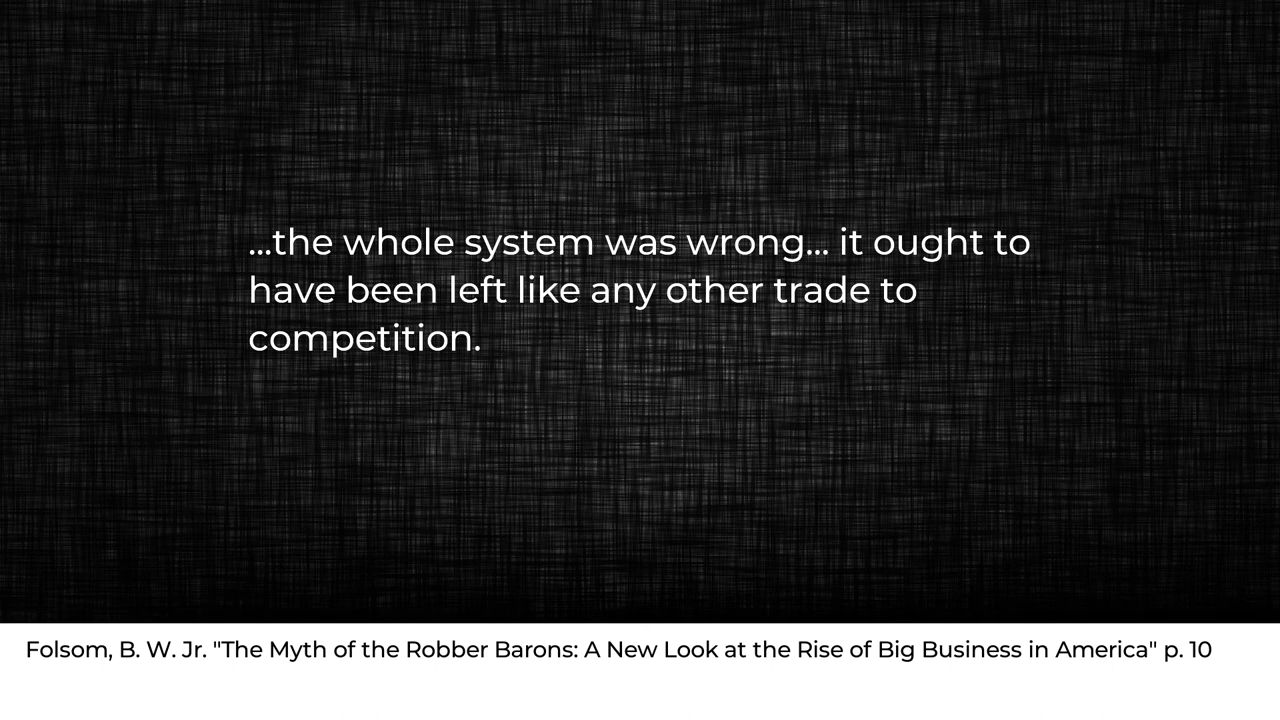 ...the whole system was wrong... it ought to
have been left like any other trade to
competition.
Folsom, B. W. Jr. "The Myth of the Robber Barons: A New Look at the Rise of Big Business in America" p. 10